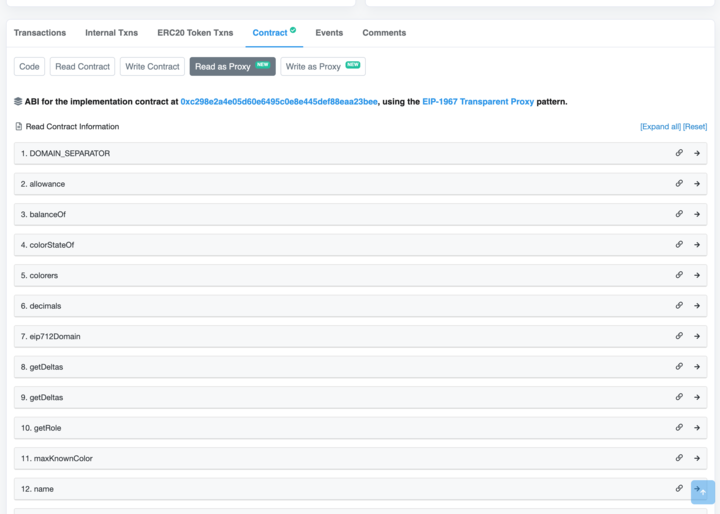 Transactions Internal Txns ERC20 Token Txns Contract Events Comments
Code Read Contract Write Contract Read as Proxy NEW Write as Proxy NEW
ABI for the implementation contract at 0xc298e2a4e05d60e6495c0e8e445def88eaa23bee, using the EIP-1967 Transparent Proxy pattern.
Read Contract Information [Expand all] [Reset]
1. DOMAIN_SEPARATOR
2. allowance
3. balanceOf
4. colorStateOf
5. colorers
6. decimals
7. eip712Domain
8. getDeltas
9. getDeltas
10. getRole
11. maxKnownColor
12. name